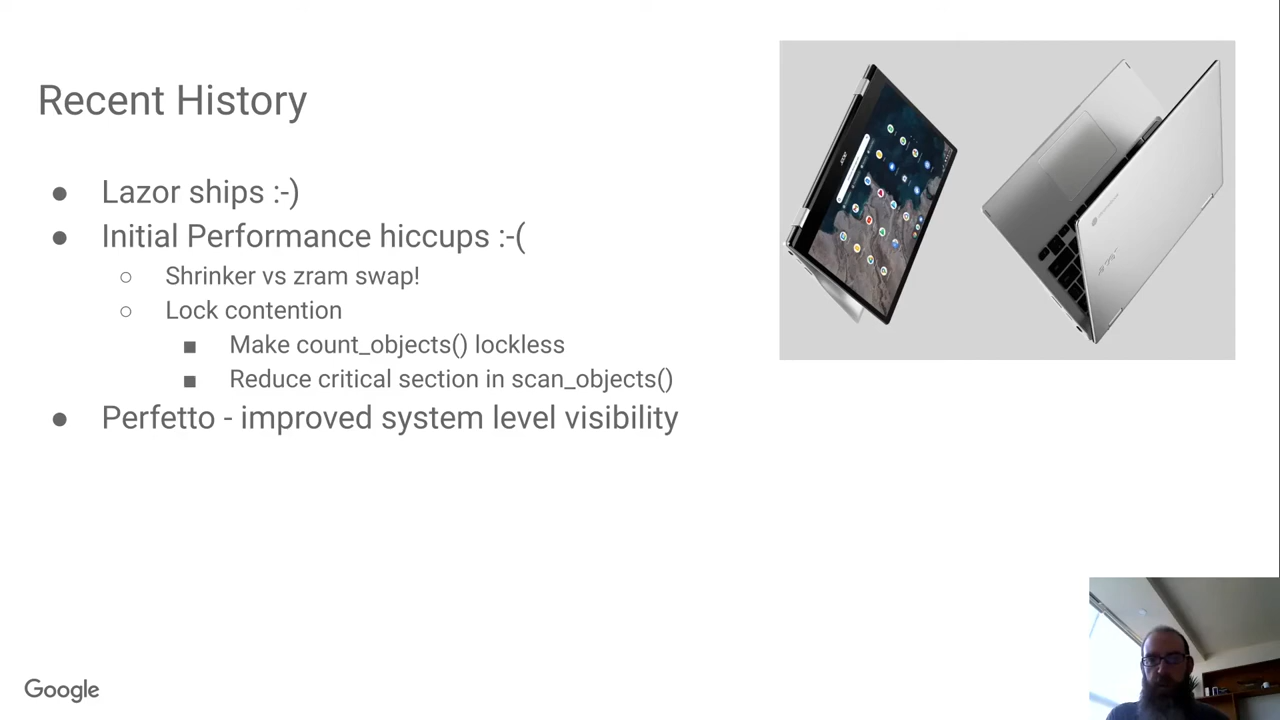 Recent History
● Lazor ships :-)
● Initial Performance hiccups :-(
○ Shrinker vs zram swap!
○ Lock contention
■ Make count_objects() lockless
■ Reduce critical section in scan_objects()
● Perfetto - improved system level visibility
acer
Google